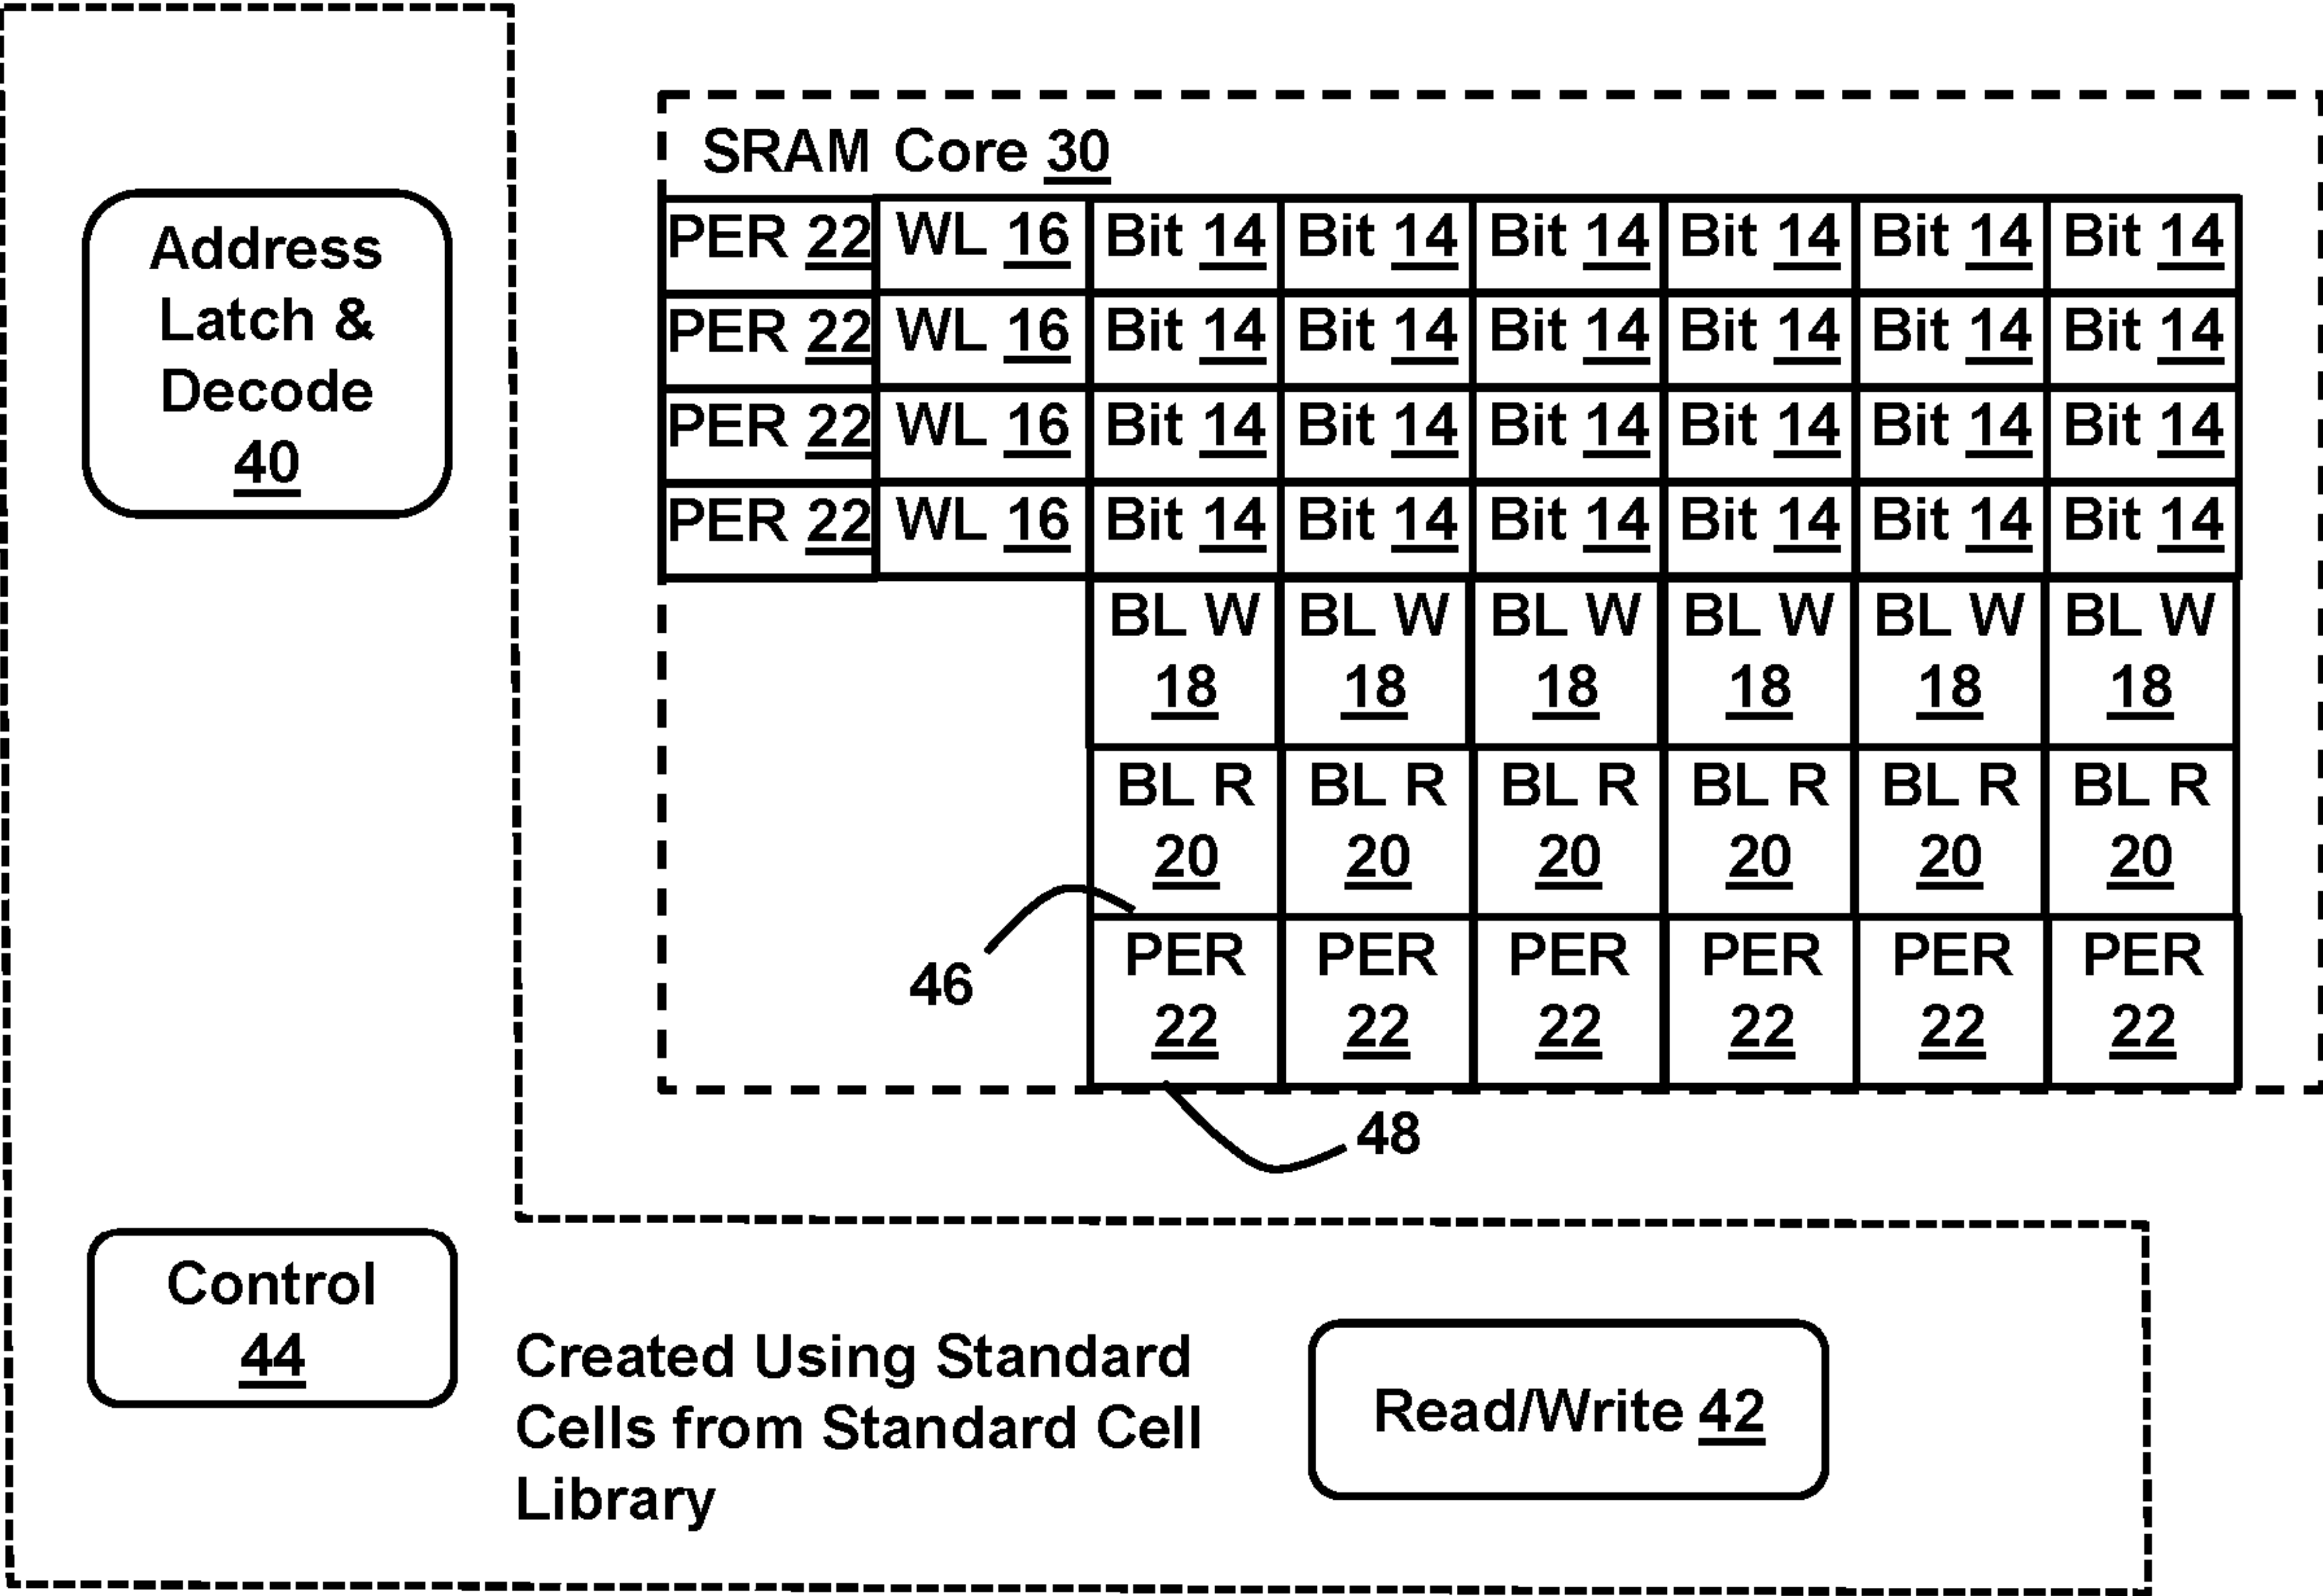 Address
Latch &
Decode
40
SRAM Core 30
PER 22 WL 16 Bit 14 Bit 14 Bit 14 Bit 14 Bit 14 Bit 14
PER 22 WL 16 Bit 14 Bit 14 Bit 14 Bit 14 Bit 14 Bit 14
PER 22 WL 16 Bit 14 Bit 14 Bit 14 Bit 14 Bit 14 Bit 14
PER 22 WL 16 Bit 14 Bit 14 Bit 14 Bit 14 Bit 14 Bit 14
BL W BL W BL W BL W BL W BL W
18 18 18 18 18 18
BL R BL R BL R BL R BL R BL R
20 20 20 20 20 20
PER PER PER PER PER PER
22 22 22 22 22 22
46
48
Control
44
Created Using Standard
Cells from Standard Cell
Library
Read/Write 42